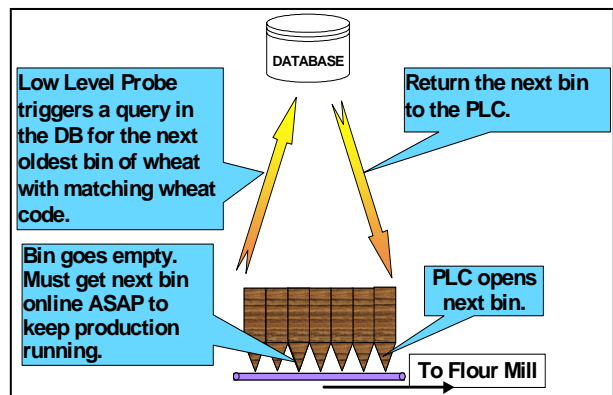 DATABASE
Low Level Probe
triggers a query in
the DB for the next
oldest bin of wheat
with matching wheat
code.
Return the next bin
to the PLC.
Bin goes empty.
Must get next bin
online ASAP to
keep production
running.
PLC opens
next bin.
To Flour Mill